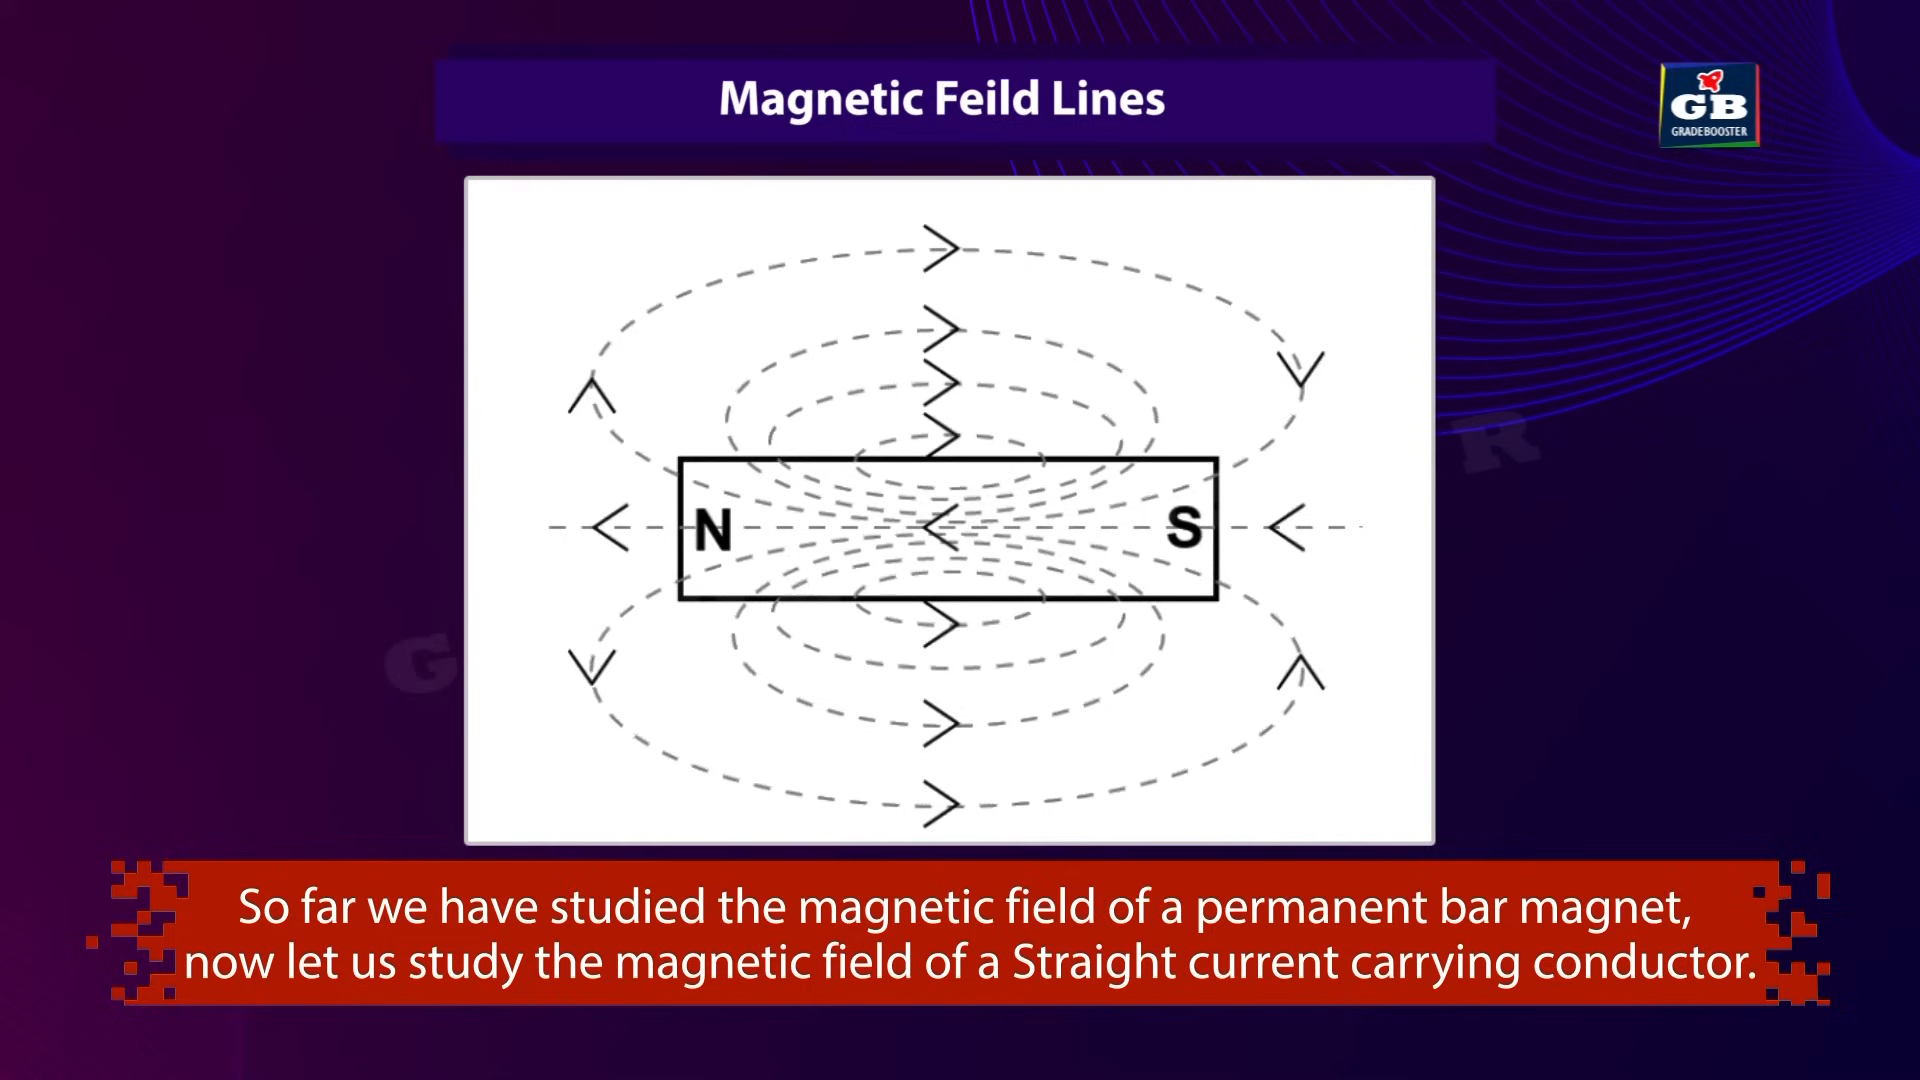 Magnetic Feild Lines
GB
GRADEBOOSTER
R
N
S
G
So far we have studied the magnetic field of a permanent bar magnet,
now let us study the magnetic field of a Straight current carrying conductor.